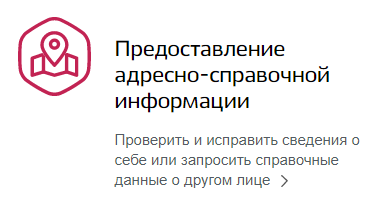 Предоставление
адресно-справочной
информации
Проверить и исправить сведения о
себе или запросить справочные
данные о другом лице